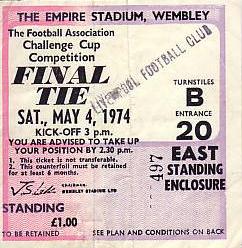 THE EMPIRE STADIUM, WEMBLEY
The Football Association
Challenge Cup
Competition
FINAL
TIE
SAT., MAY 4, 1974
KICK-OFF 3 p.m.
YOU ARE ADVISED TO TAKE UP
YOUR POSITION BY 2.30 p.m.
1. This ticket is not transferable.
2. This counterfoil must be retained for
at least 6 months.
CHAIRMAN
WEMBLEY STADIUM LTD
STANDING
£1.00
TO BE RETAINED
LIVERPOOL FOOTBALL CLUB
TURNSTILES
B
ENTRANCE
20
497
EAST
STANDING
ENCLOSURE
SEE PLAN AND CONDITIONS ON BACK